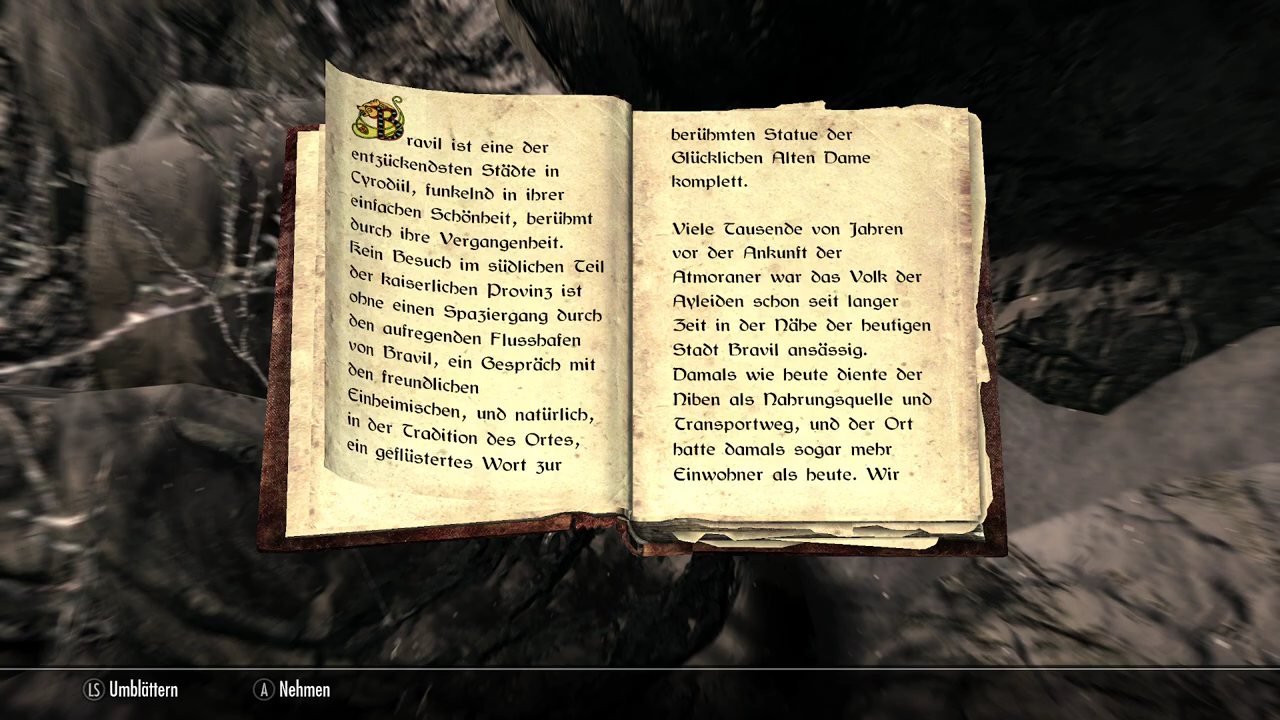 Bravil ist eine der
entzückendsten Städte in
Cyrodiil, funkelnd in ihrer
einfachen Schönheit, berühmt
durch ihre Vergangenheit.
Kein Besuch im südlichen Teil
der kaiserlichen Provinz ist
ohne einen Spaziergang durch
den aufregenden Flusshafen
von Bravil, ein Gespräch mit
den freundlichen
Einheimischen, und natürlich,
in der Tradition des Ortes,
ein geflüstertes Wort zur
berühmten Statue der
Glücklichen Alten Dame
komplett.
Viele Tausende von Jahren
vor der Ankunft der
Atmoraner war das Volk der
Ayleiden schon seit langer
Zeit in der Nähe der heutigen
Stadt Bravil ansässig.
Damals wie heute diente der
Niben als Nahrungsquelle und
Transportweg, und der Ort
hatte damals sogar mehr
Einwohner als heute. Wir
LS Umblättern
A Nehmen